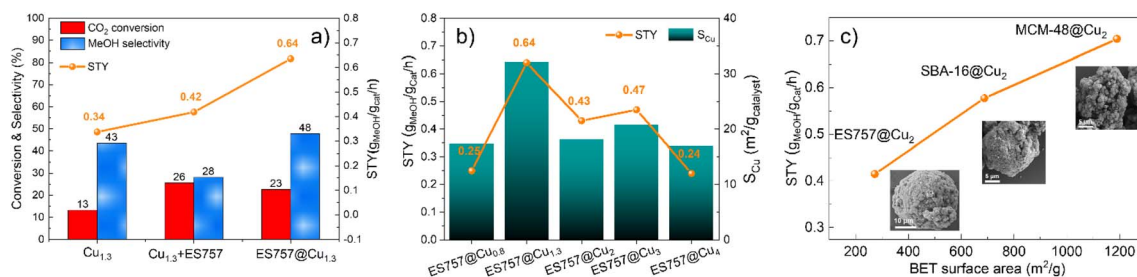 a)
CO2 conversion
MeOH selectivity
STY
Conversion & Selectivity (%)
100
90
80
70
60
50
40
30
20
10
0
0.34
0.42
0.64
13
43
26
28
23
48
Cu1.3
Cu1.3+ES757
ES757@Cu1.3
0.8
0.7
0.6
0.5
0.4
0.3
0.2
0.1
0.0
-0.1
STY(gMeOH/gcat/h)
b)
STY
SCu
STY (gMeOH/gCat/h)
0.8
0.7
0.6
0.5
0.4
0.3
0.2
0.1
0.0
0.25
0.64
0.43
0.47
0.24
ES757@Cu0.8
ES757@Cu1.3
ES757@Cu2
ES757@Cu3
ES757@Cu4
40
30
20
10
0
SCu (m2/gcatalyst)
c)
STY (gMeOH/gCat/h)
0.7
0.6
0.5
0.4
0.3
MCM-48@Cu2
SBA-16@Cu2
ES757@Cu2
5 µm
5 µm
10 µm
200 400 600 800 1000 1200
BET surface area (m2/g)